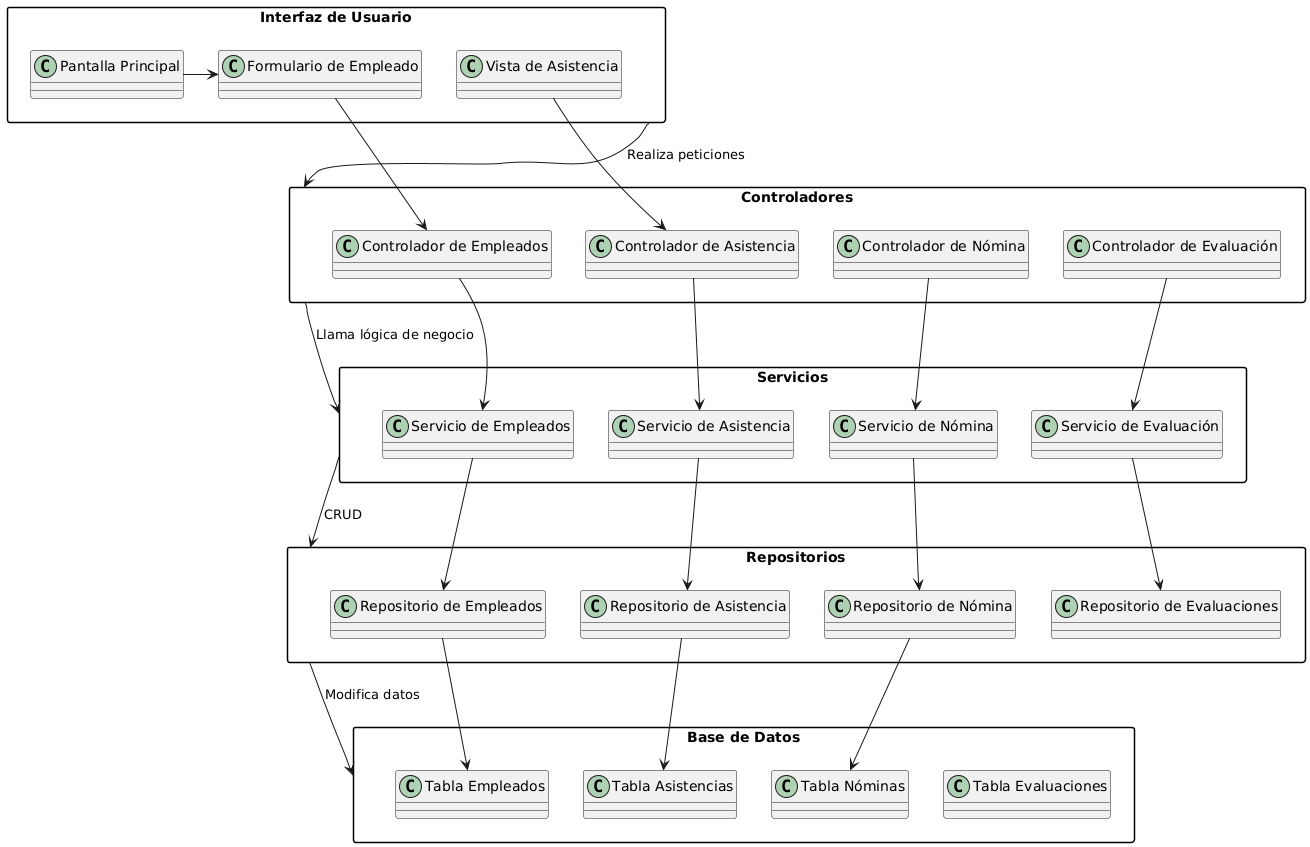 Interfaz de Usuario
C Pantalla Principal
C Formulario de Empleado
C Vista de Asistencia
Realiza peticiones
Controladores
C Controlador de Empleados
C Controlador de Asistencia
C Controlador de Nómina
C Controlador de Evaluación
Llama lógica de negocio
Servicios
C Servicio de Empleados
C Servicio de Asistencia
C Servicio de Nómina
C Servicio de Evaluación
CRUD
Repositorios
C Repositorio de Empleados
C Repositorio de Asistencia
C Repositorio de Nómina
C Repositorio de Evaluaciones
Modifica datos
Base de Datos
C Tabla Empleados
C Tabla Asistencias
C Tabla Nóminas
C Tabla Evaluaciones